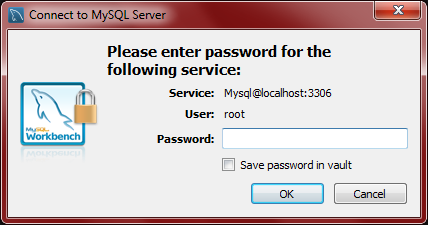 Connect to MySQL Server
Please enter password for the
following service:
Service: Mysql@localhost:3306
User: root
Password:
Save password in vault
OK Cancel
MySQL
Workbench